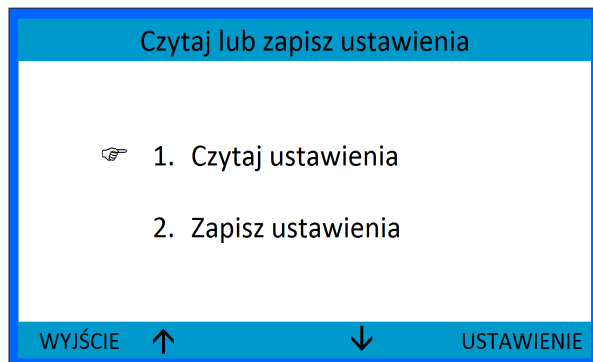 Czytaj lub zapisz ustawienia
☞ 1. Czytaj ustawienia
2. Zapisz ustawienia
WYJŚCIE ↑ ↓ USTAWIENIE